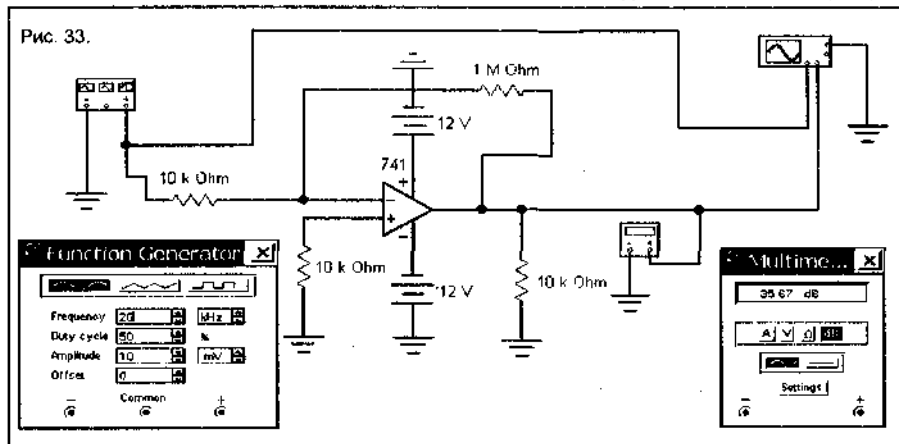 Рис. 33.
1 M Ohm
12 V
741
10 k Ohm
10 k Ohm
12 V
10 k Ohm
Function Generator
Frequency 20 kHz
Duty cycle 50 %
Amplitude 10 mV
Offset 0
Common
Multime...
35.67 dB
A V Ω dB
Settings